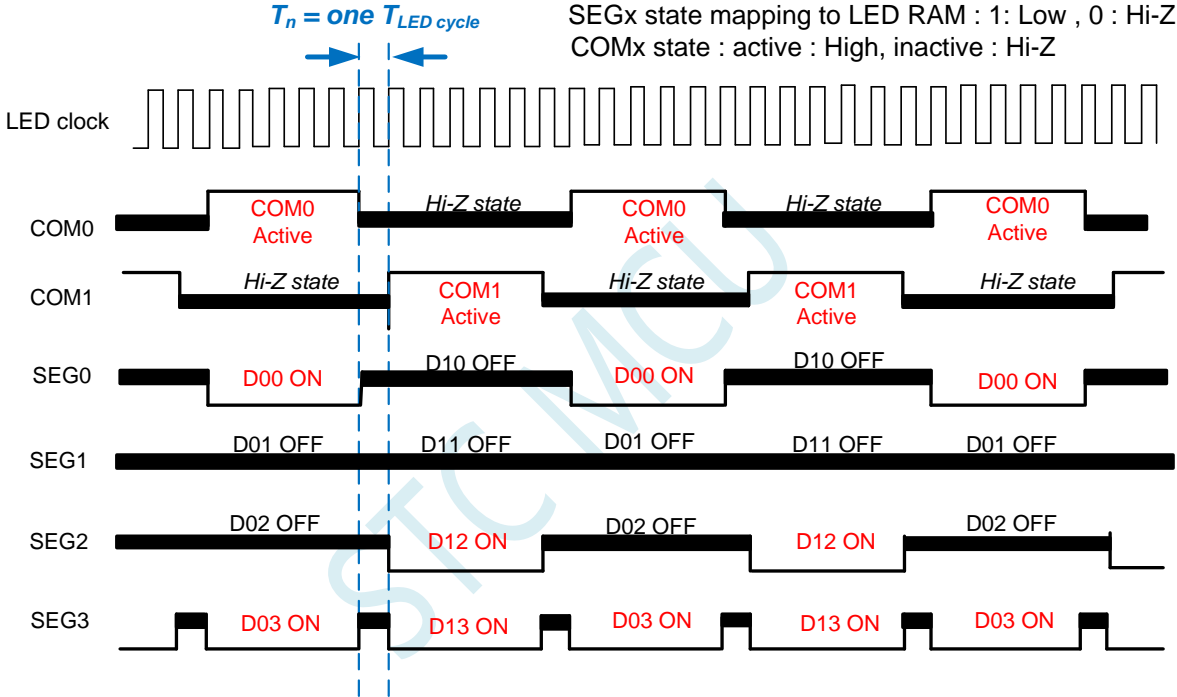 Tn = one TLED cycle
SEGx state mapping to LED RAM : 1: Low , 0 : Hi-Z
COMx state : active : High, inactive : Hi-Z
LED clock
COM0
COM0 Active
Hi-Z state
COM0 Active
Hi-Z state
COM0 Active
COM1
Hi-Z state
COM1 Active
Hi-Z state
COM1 Active
Hi-Z state
SEG0
D00 ON
D10 OFF
D00 ON
D10 OFF
D00 ON
SEG1
D01 OFF
D11 OFF
D01 OFF
D11 OFF
D01 OFF
SEG2
D02 OFF
D12 ON
D02 OFF
D12 ON
D02 OFF
SEG3
D03 ON
D13 ON
D03 ON
D13 ON
D03 ON
STC MCU